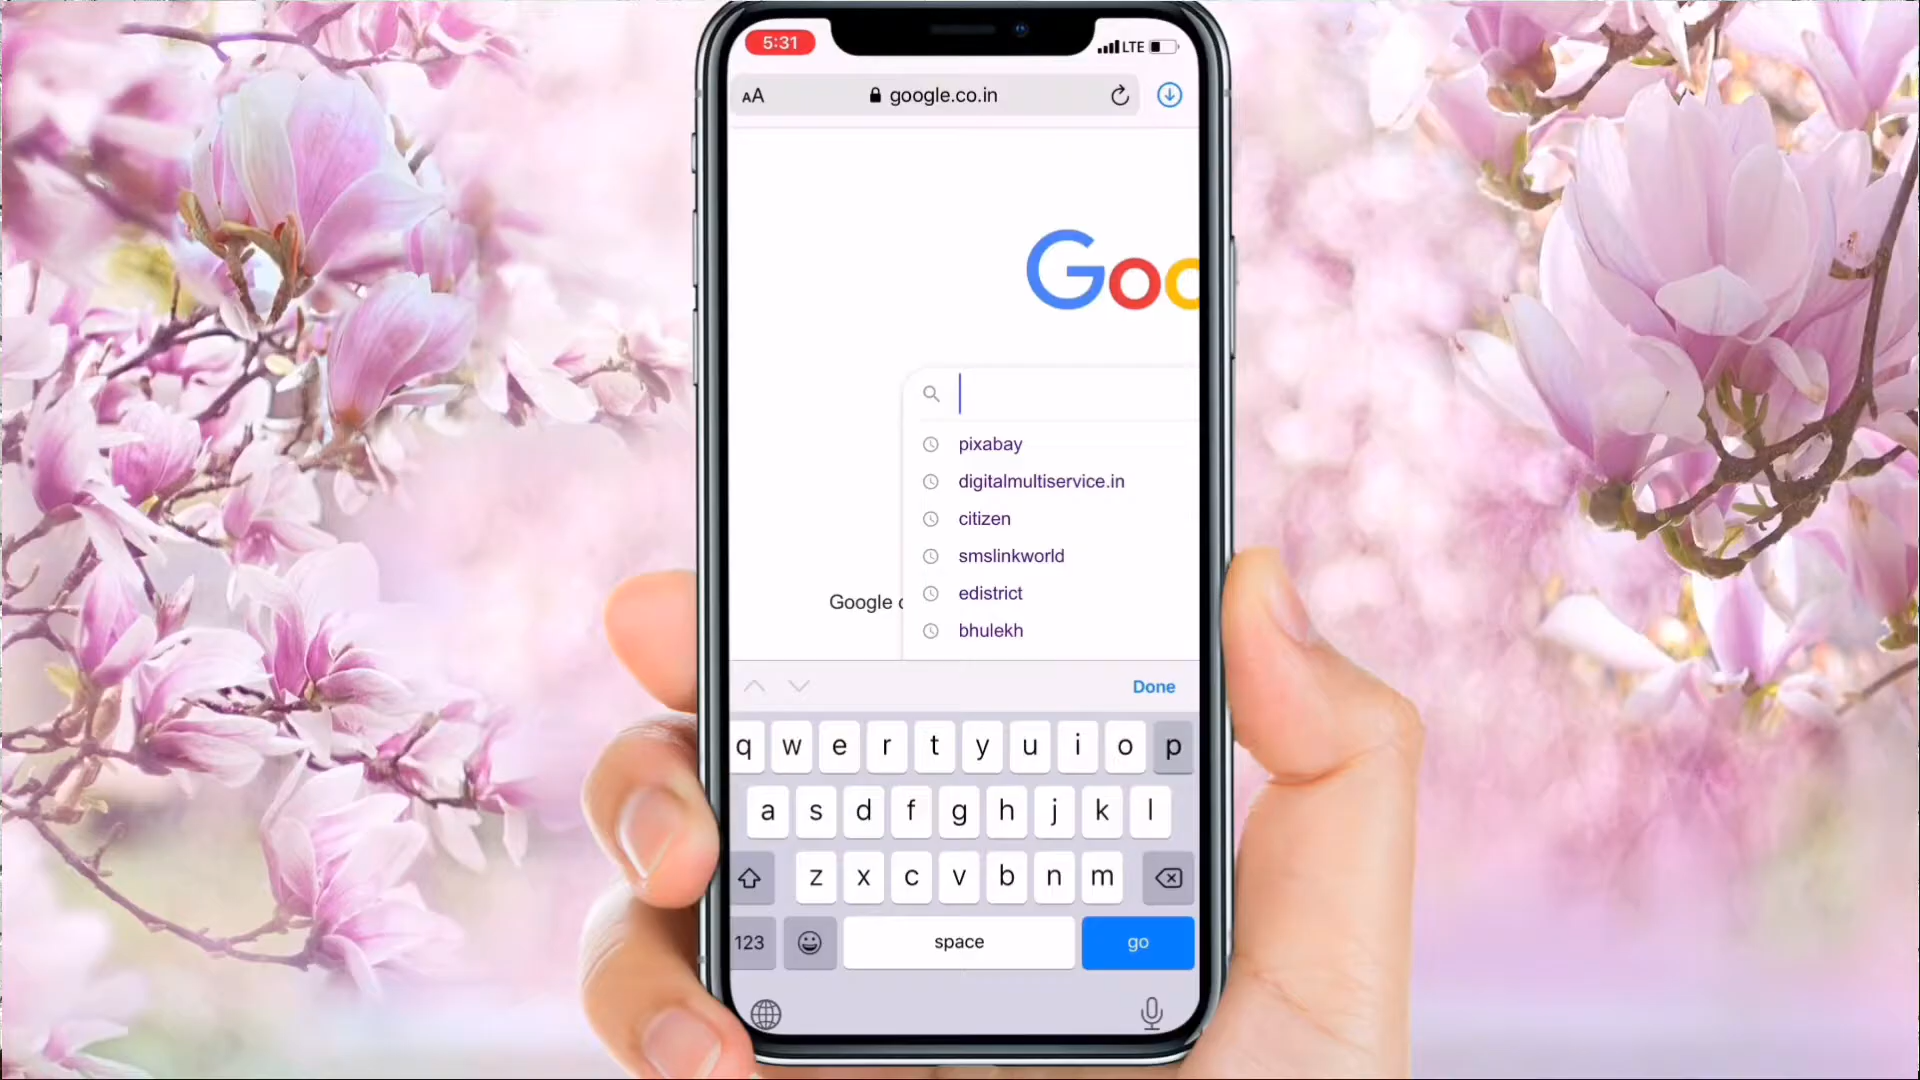 5:31
LTE
AA
google.co.in
Goo
pixabay
digitalmultiservice.in
citizen
smslinkworld
edistrict
Google
bhulekh
Done
q w e r t y u i o p
a s d f g h j k l
z x c v b n m
123
space
go